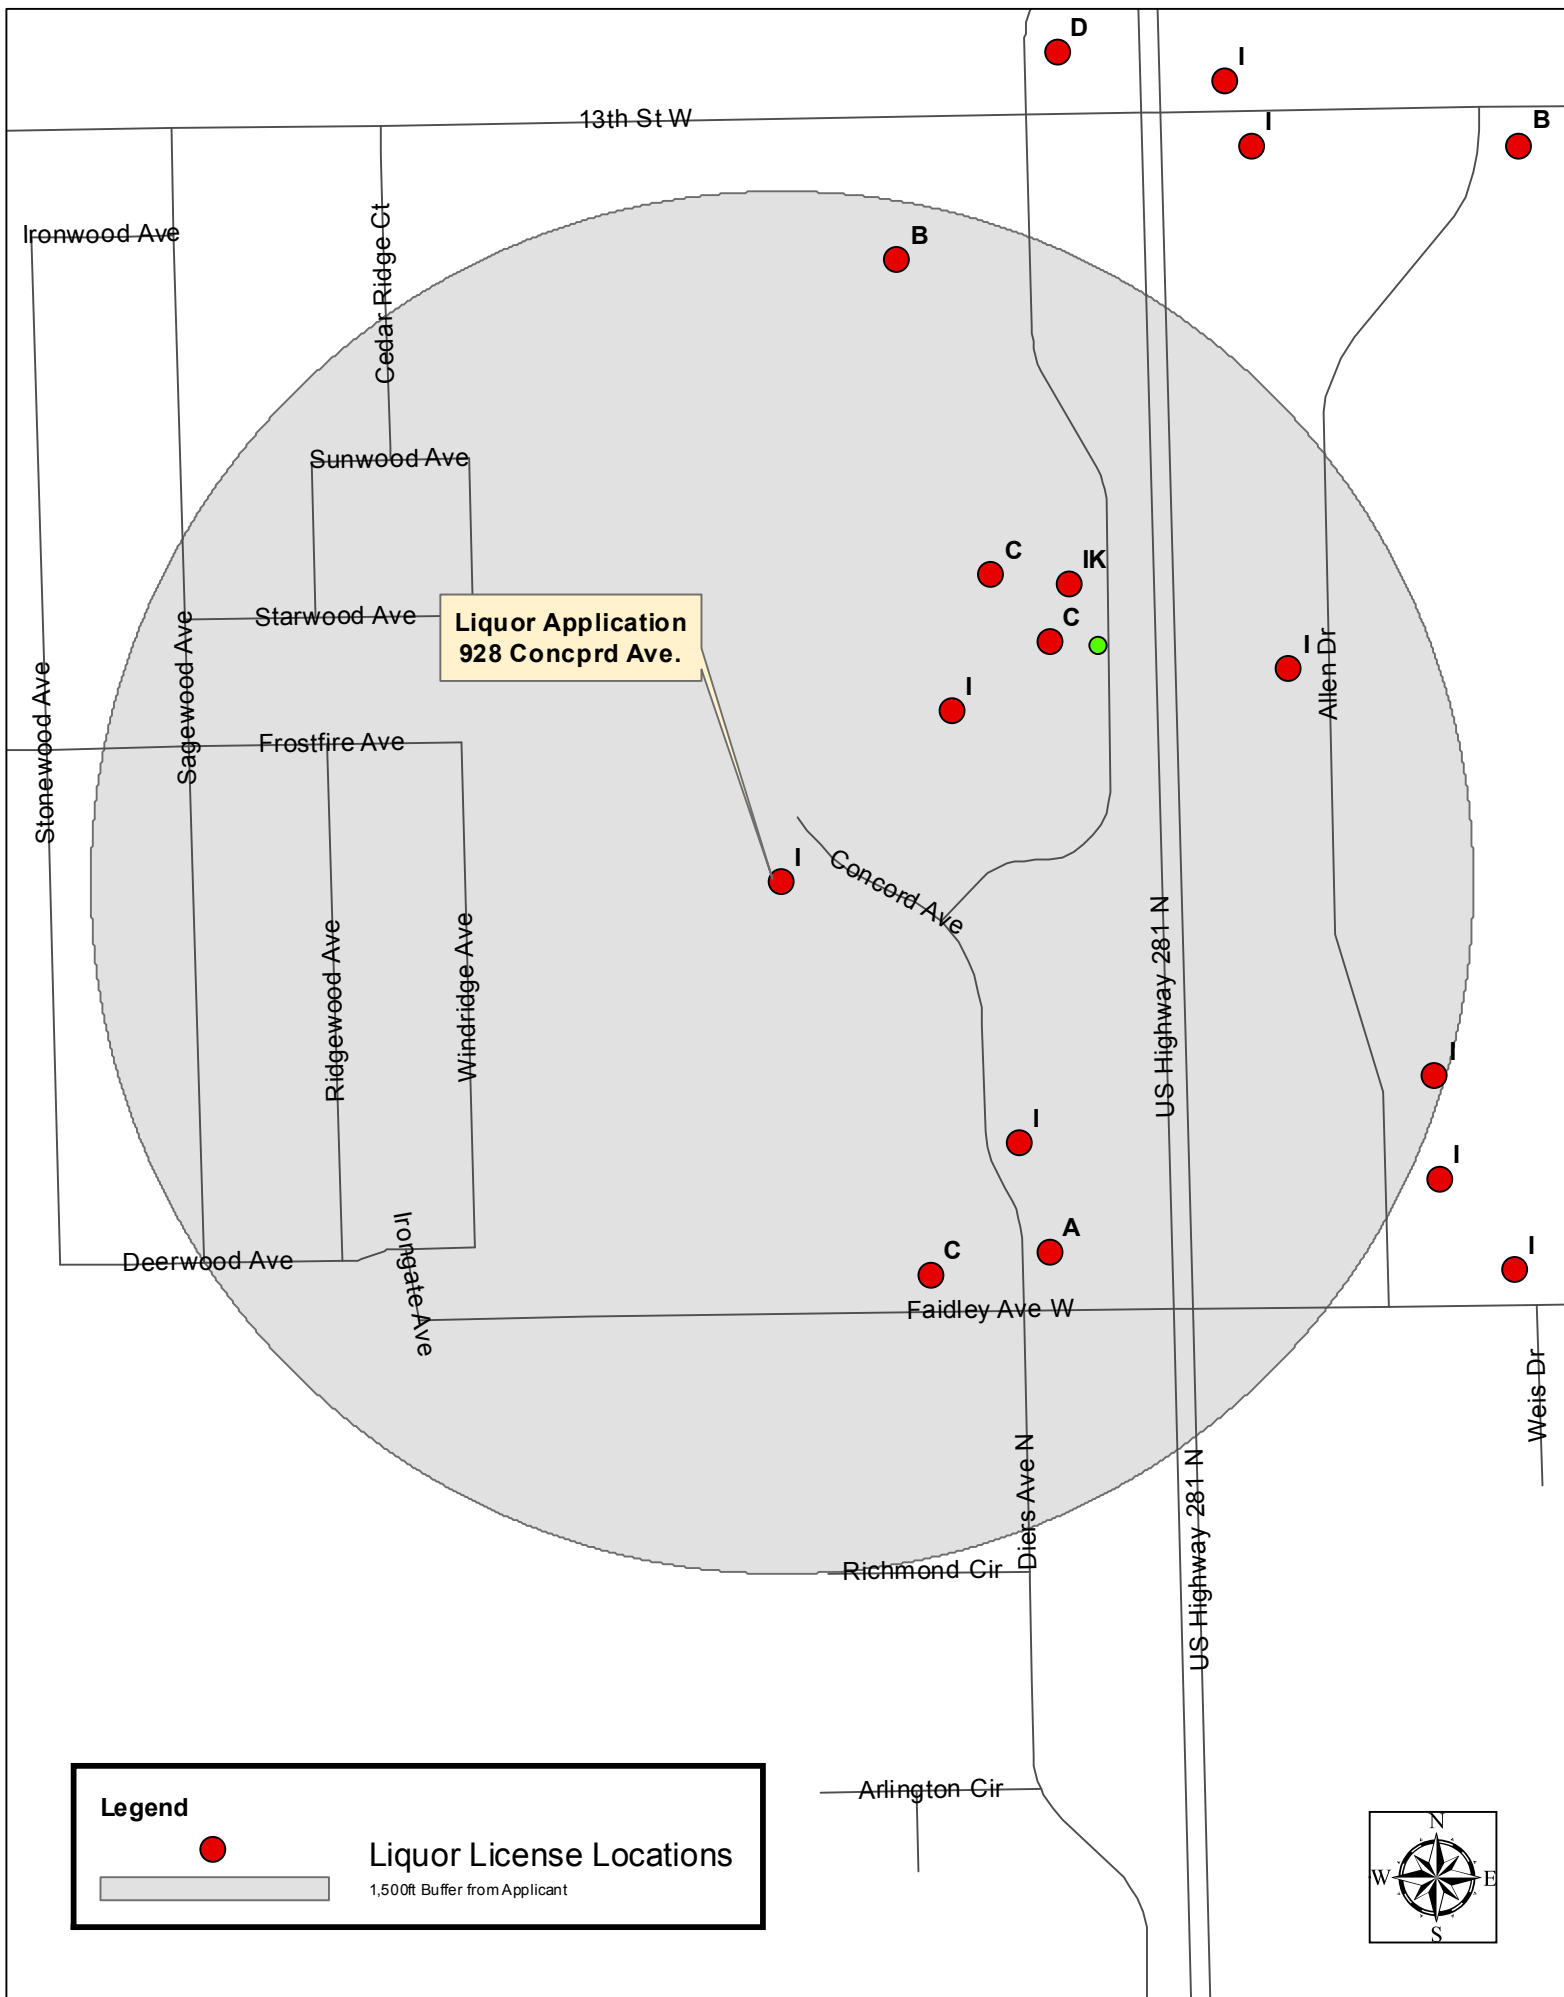 D
I
13th St W
I
B
Ironwood Ave
B
Cedar Ridge Ct
Sunwood Ave
C
IK
Starwood Ave
Liquor Application
928 Concprd Ave.
C
I
Allen Dr
I
Stonewood Ave
Sagewood Ave
Frostfire Ave
I
Concord Ave
US Highway 281 N
Ridgewood Ave
Windridge Ave
I
I
I
Irongate Ave
A
C
I
Deerwood Ave
Faidley Ave W
Weis Dr
Diers Ave N
US Highway 281 N
Richmond Cir
Arlington Cir
Legend
Liquor License Locations
1,500ft Buffer from Applicant
N
W
E
S